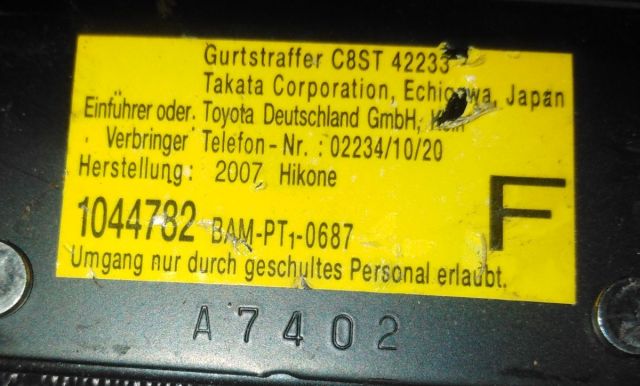 Gurtstraffer C8ST 42233
Takata Corporation, Japan
Einführer oder Toyota Deutschland GmbH,
Verbringer Telefon-Nr. : 02234/10/20
Herstellung: 2007 Hikone
1044782 BAM-PT1-0687
F
Umgang nur durch geschultes Personal erlaubt.
A7402